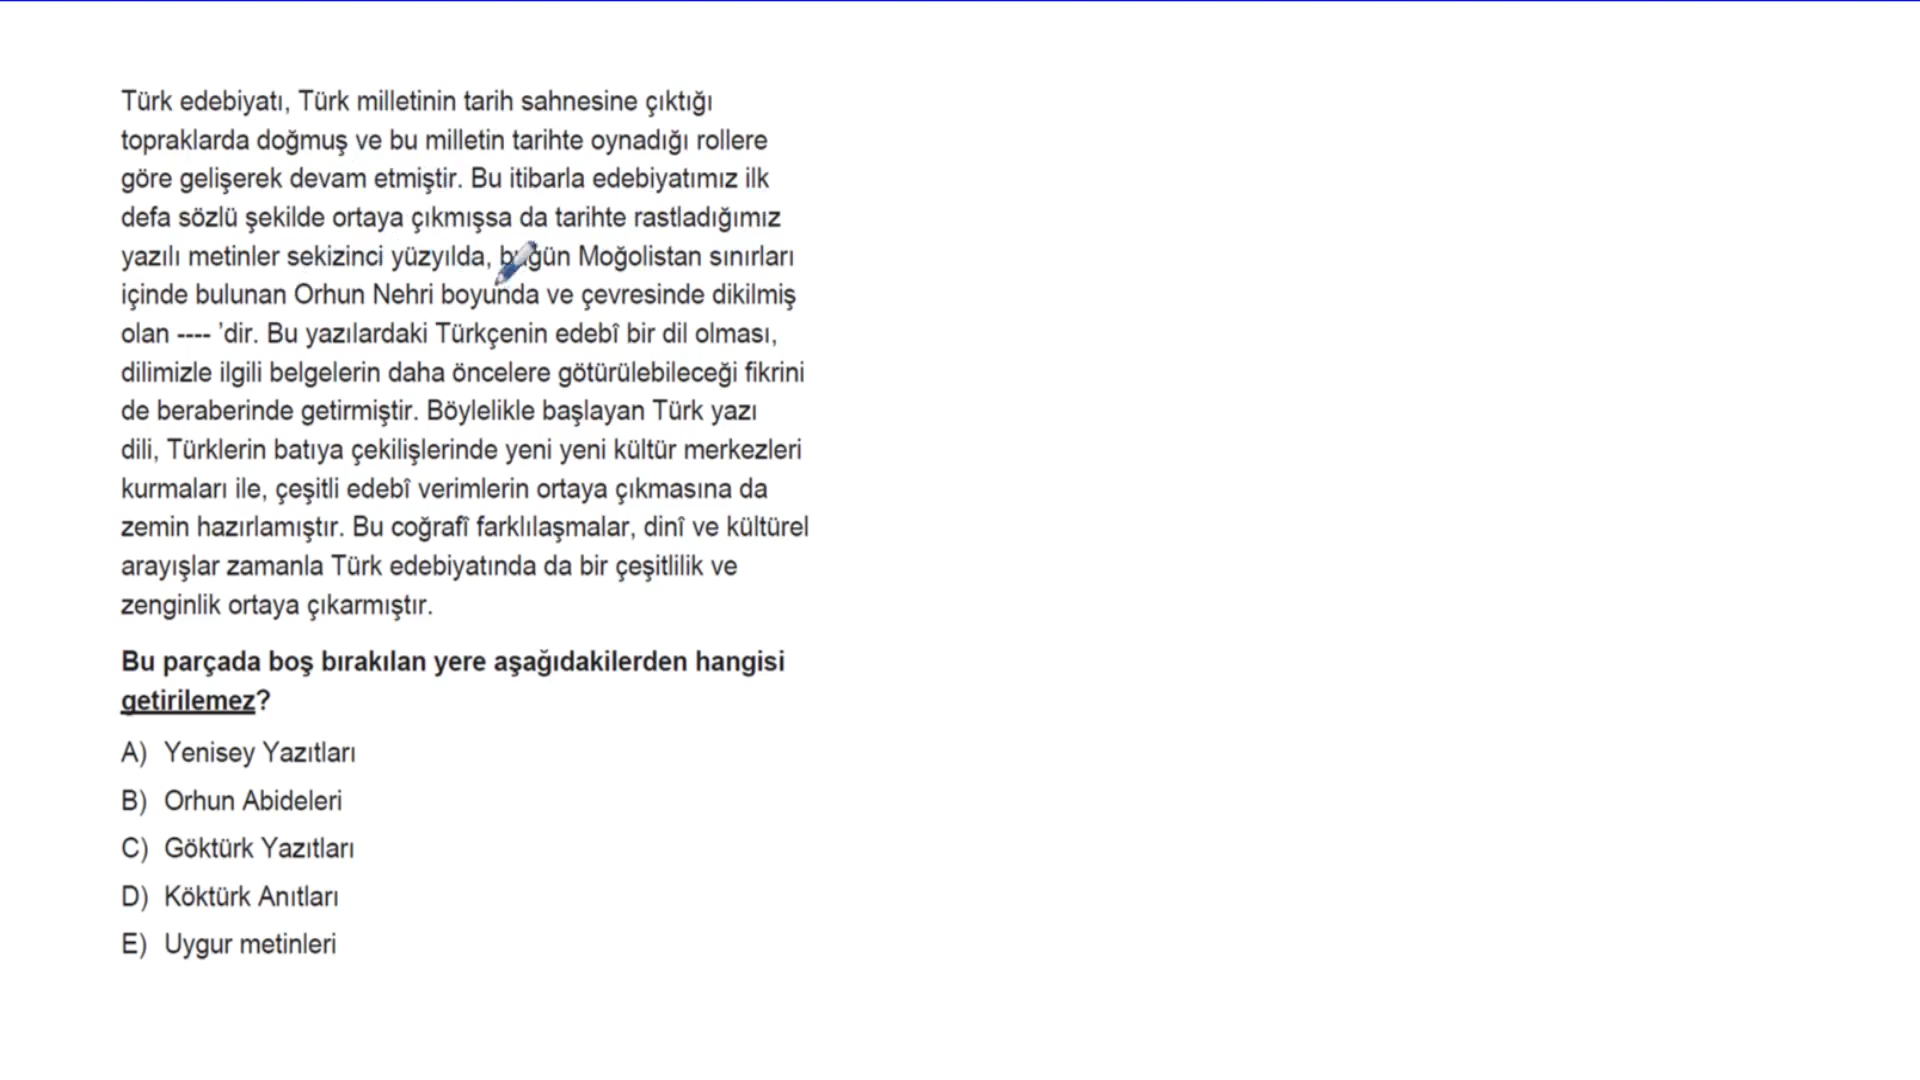 Türk edebiyatı, Türk milletinin tarih sahnesine çıktığı
topraklarda doğmuş ve bu milletin tarihte oynadığı rollere
göre gelişerek devam etmiştir. Bu itibarla edebiyatımız ilk
defa sözlü şekilde ortaya çıkmışsa da tarihte rastladığımız
yazılı metinler sekizinci yüzyılda, bugün Moğolistan sınırları
içinde bulunan Orhun Nehri boyunda ve çevresinde dikilmiş
olan ---- ’dir. Bu yazılardaki Türkçenin edebî bir dil olması,
dilimizle ilgili belgelerin daha öncelere götürülebileceği fikrini
de beraberinde getirmiştir. Böylelikle başlayan Türk yazı
dili, Türklerin batıya çekilişlerinde yeni yeni kültür merkezleri
kurmaları ile, çeşitli edebî verimlerin ortaya çıkmasına da
zemin hazırlamıştır. Bu coğrafî farklılaşmalar, dinî ve kültürel
arayışlar zamanla Türk edebiyatında da bir çeşitlilik ve
zenginlik ortaya çıkarmıştır.
Bu parçada boş bırakılan yere aşağıdakilerden hangisi
getirilemez?
A) Yenisey Yazıtları
B) Orhun Abideleri
C) Göktürk Yazıtları
D) Köktürk Anıtları
E) Uygur metinleri